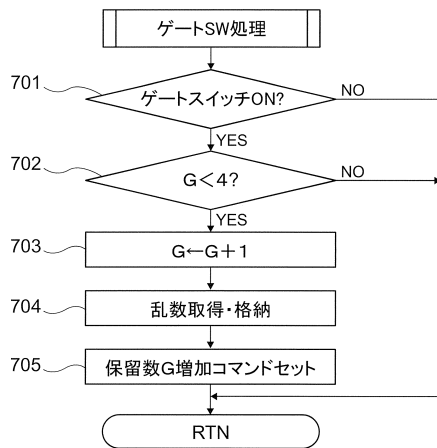 ゲートSW処理
701
ゲートスイッチON?
NO
YES
702
G<4?
NO
YES
703
G←G+1
704
乱数取得・格納
705
保留数G増加コマンドセット
RTN